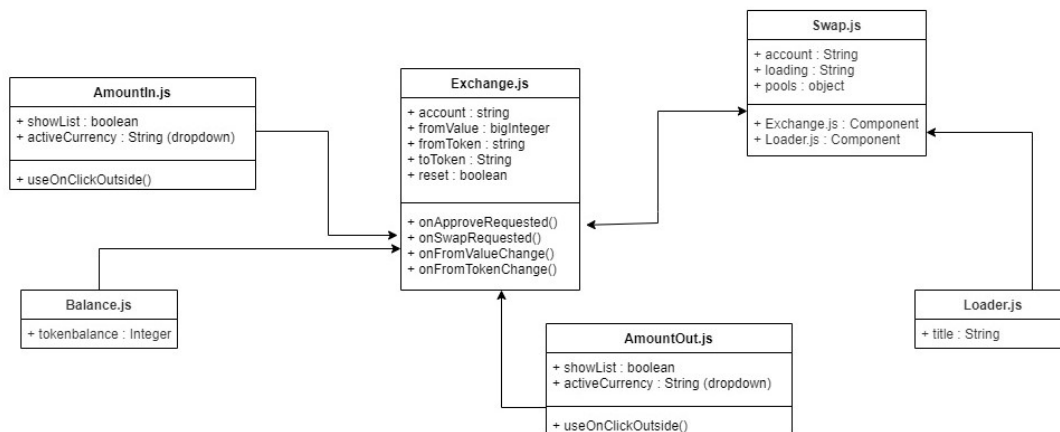 Swap.js
+ account : String
+ loading : String
+ pools : object
+ Exchange.js : Component
+ Loader.js : Component
Exchange.js
+ account : string
+ fromValue : bigInteger
+ fromToken : string
+ toToken : String
+ reset : boolean
+ onApproveRequested()
+ onSwapRequested()
+ onFromValueChange()
+ onFromTokenChange()
AmountIn.js
+ showList : boolean
+ activeCurrency : String (dropdown)
+ useOnClickOutside()
Balance.js
+ tokenbalance : Integer
Loader.js
+ title : String
AmountOut.js
+ showList : boolean
+ activeCurrency : String (dropdown)
+ useOnClickOutside()